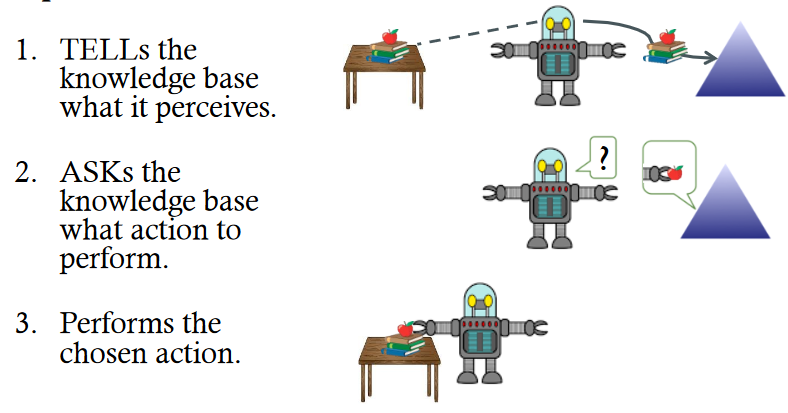 1. TELLs the
knowledge base
what it perceives.
2. ASKs the
knowledge base
what action to
perform.
?
3. Performs the
chosen action.